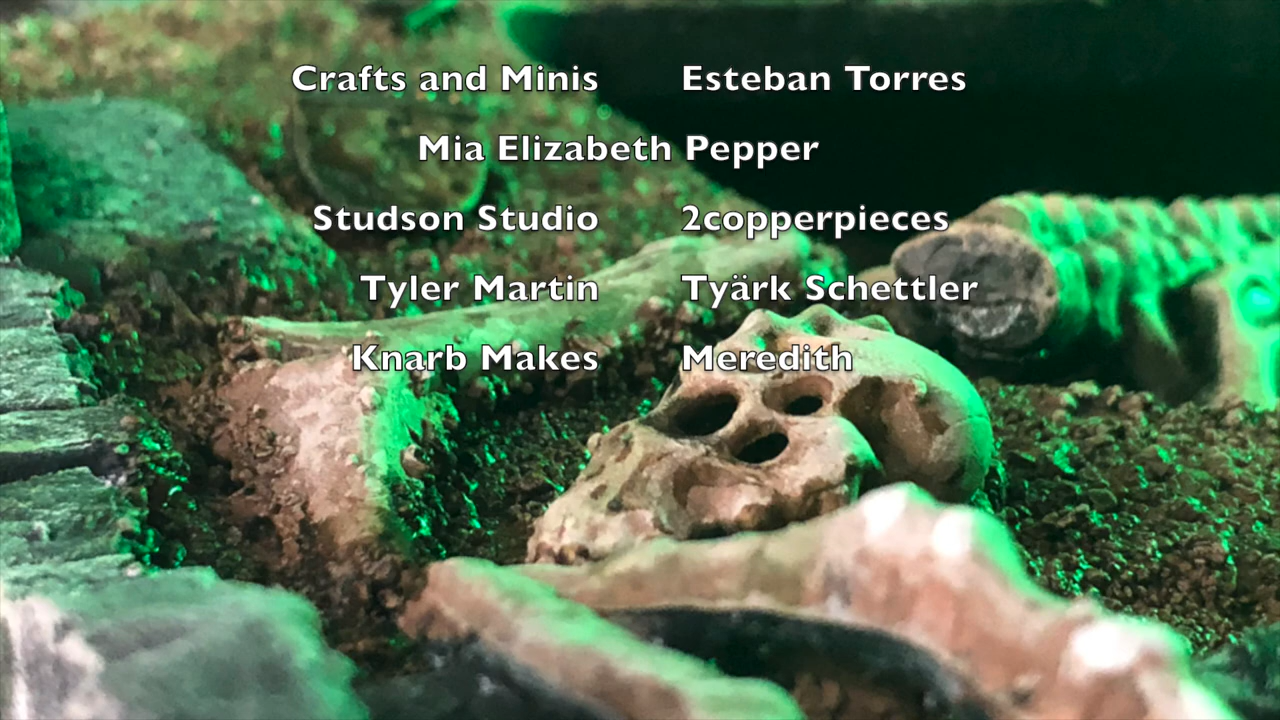 Crafts and Minis Esteban Torres
Mia Elizabeth Pepper
Studson Studio 2copperpieces
Tyler Martin Tyärk Schettler
Knarb Makes Meredith